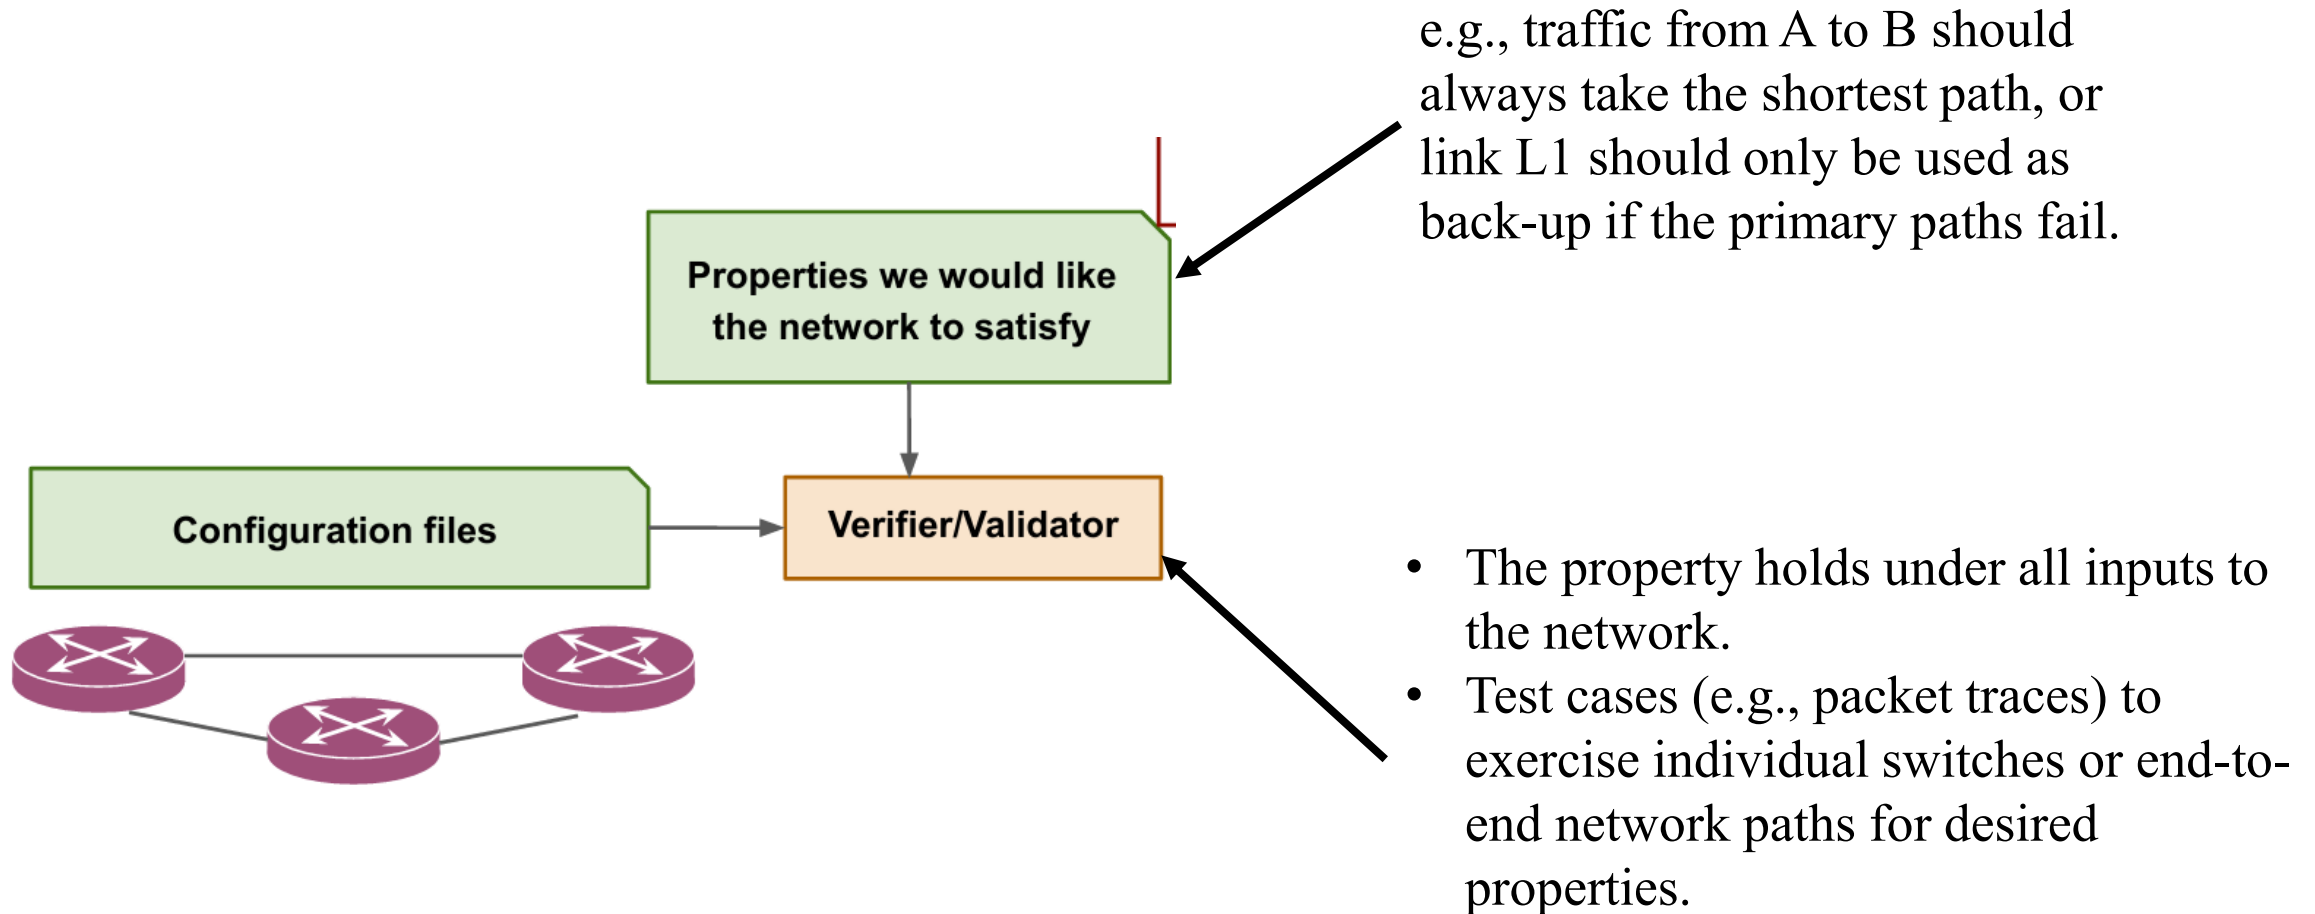 e.g., traffic from A to B should
always take the shortest path, or
link L1 should only be used as
back-up if the primary paths fail.
Properties we would like
the network to satisfy
Configuration files
Verifier/Validator
• The property holds under all inputs to
the network.
• Test cases (e.g., packet traces) to
exercise individual switches or end-to-
end network paths for desired
properties.